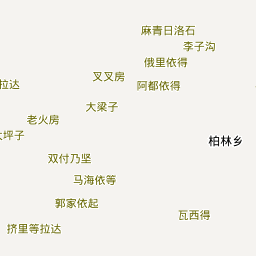 麻青日洛石
李子沟
俄里依得
叉叉房
阿都依得
拉达
大梁子
老火房
坪子
柏林乡
双付乃坚
马海依等
郭家依起
瓦西得
挤里等拉达